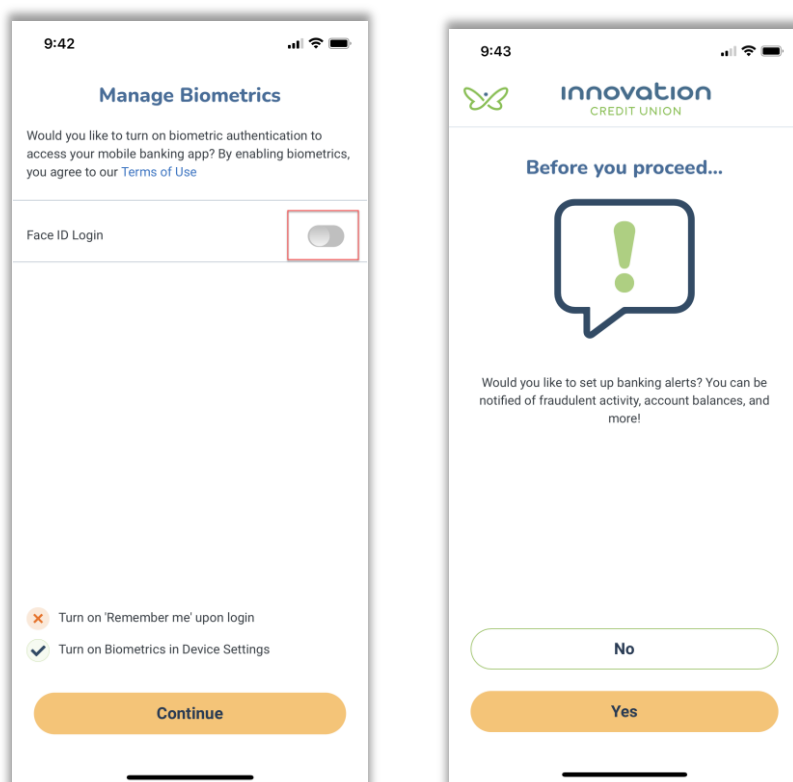 9:42
Manage Biometrics
Would you like to turn on biometric authentication to
access your mobile banking app? By enabling biometrics,
you agree to our Terms of Use
Face ID Login
Turn on 'Remember me' upon login
Turn on Biometrics in Device Settings
Continue
9:43
innovation
CREDIT UNION
Before you proceed...
!
Would you like to set up banking alerts? You can be
notified of fraudulent activity, account balances, and
more!
No
Yes